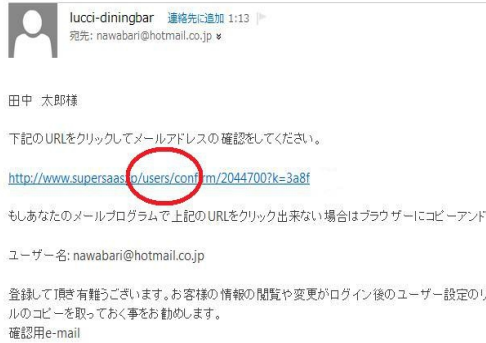 lucci-diningbar 連絡先に追加 1:13
宛先: nawabari@hotmail.co.jp
田中 太郎様
下記のURLをクリックしてメールアドレスの確認をしてください。
http://www.supersaas.jp/users/confirm/2044700?k=3a8f
もしあなたのメールプログラムで上記のURLをクリック出来ない場合はブラウザーにコピーアンド
ユーザー名: nawabari@hotmail.co.jp
登録して頂き有難うございます。お客様の情報の閲覧や変更がログイン後のユーザー設定のリ
ルのコピーを取っておく事をお勧めします。
確認用e-mail